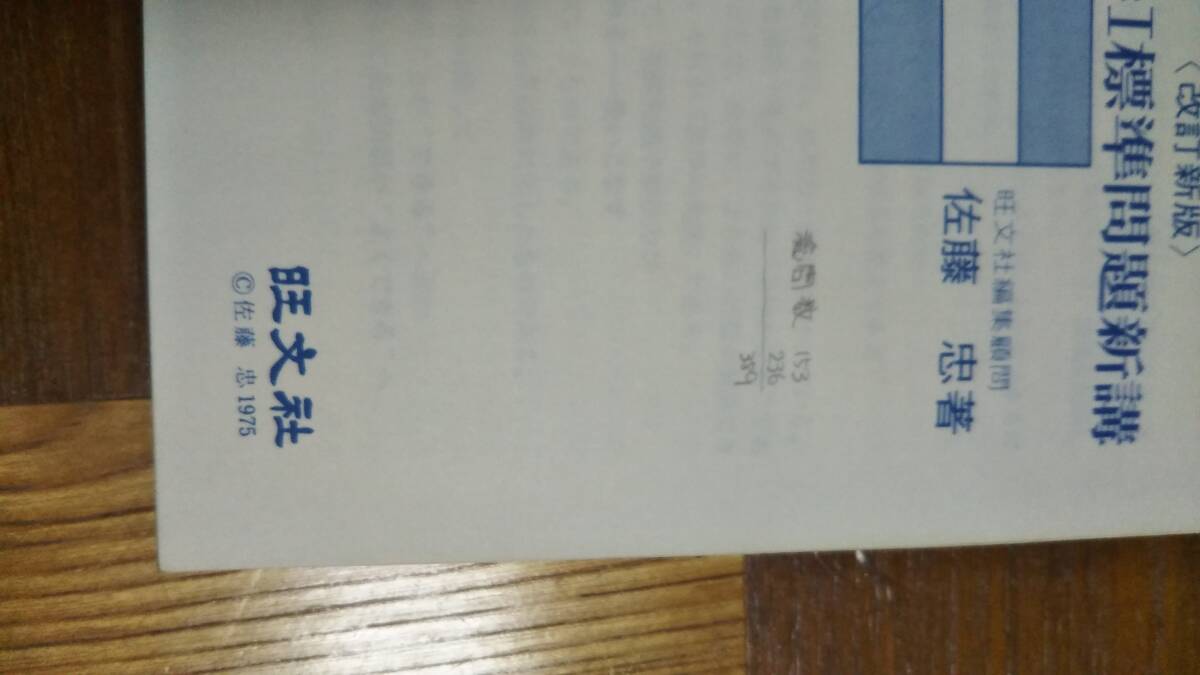 〈改訂新版〉
工標準問題新講
旺文社編集顧問
佐藤 忠著
総問数 153
236
389
旺文社
©佐藤 忠 1975